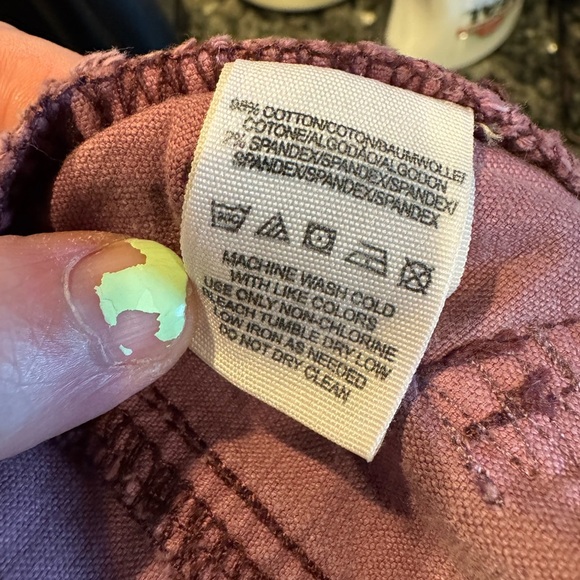 98% COTTON/COTON/BAUMWOLLE/
COTONE/ALGODÃO/ALGODON
2% SPANDEX/SPANDEX/SPANDEX/
SPANDEX/SPANDEX/SPANDEX
MACHINE WASH COLD
WITH LIKE COLORS
USE ONLY NON-CHLORINE
BLEACH TUMBLE DRY LOW
LOW IRON AS NEEDED
DO NOT DRY CLEAN